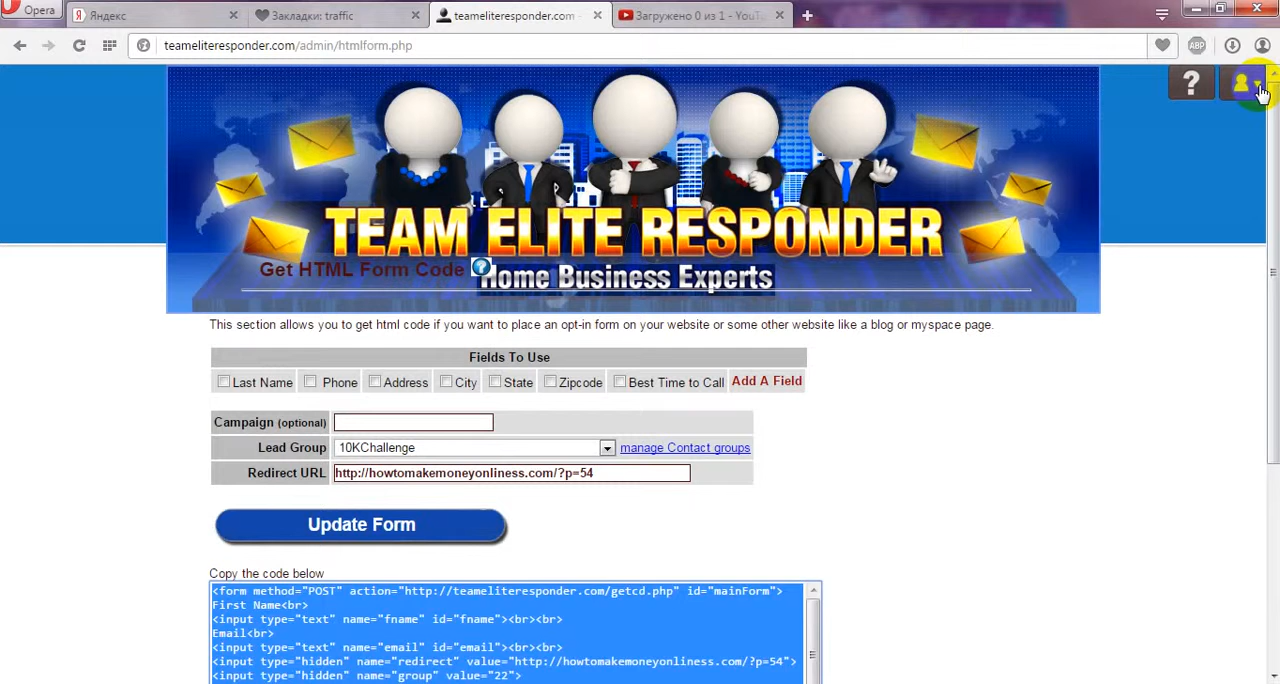 Opera
Яндекс
Закладки: traffic
teameliteresponder.com -
Загружено 0 из 1 - YouT
teameliteresponder.com/admin/htmlform.php
ABP
?
TEAM ELITE RESPONDER
Get HTML Form Code ?
Home Business Experts
This section allows you to get html code if you want to place an opt-in form on your website or some other website like a blog or myspace page.
Fields To Use
Last Name Phone Address City State Zipcode Best Time to Call Add A Field
Campaign (optional)
Lead Group 10KChallenge manage Contact groups
Redirect URL http://howtomakemoneyonliness.com/?p=54
Update Form
Copy the code below
<form method="POST" action="http://teameliteresponder.com/getcd.php" id="mainForm">
First Name<br>
<input type="text" name="fname" id="fname"><br><br>
Email<br>
<input type="text" name="email" id="email"><br><br>
<input type="hidden" name="redirect" value="http://howtomakemoneyonliness.com/?p=54">
<input type="hidden" name="group" value="22">